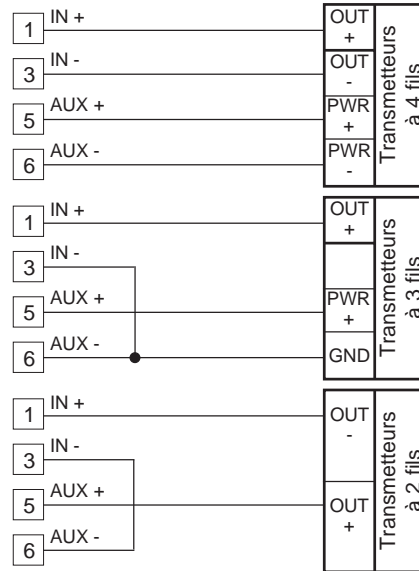 1 IN + OUT +
3 IN - OUT -
5 AUX + PWR +
6 AUX - PWR -
Transmetteurs
à 4 fils
1 IN + OUT +
3 IN -
5 AUX + PWR +
6 AUX - GND
Transmetteurs
à 3 fils
1 IN + OUT -
3 IN -
5 AUX + OUT +
6 AUX -
Transmetteurs
à 2 fils